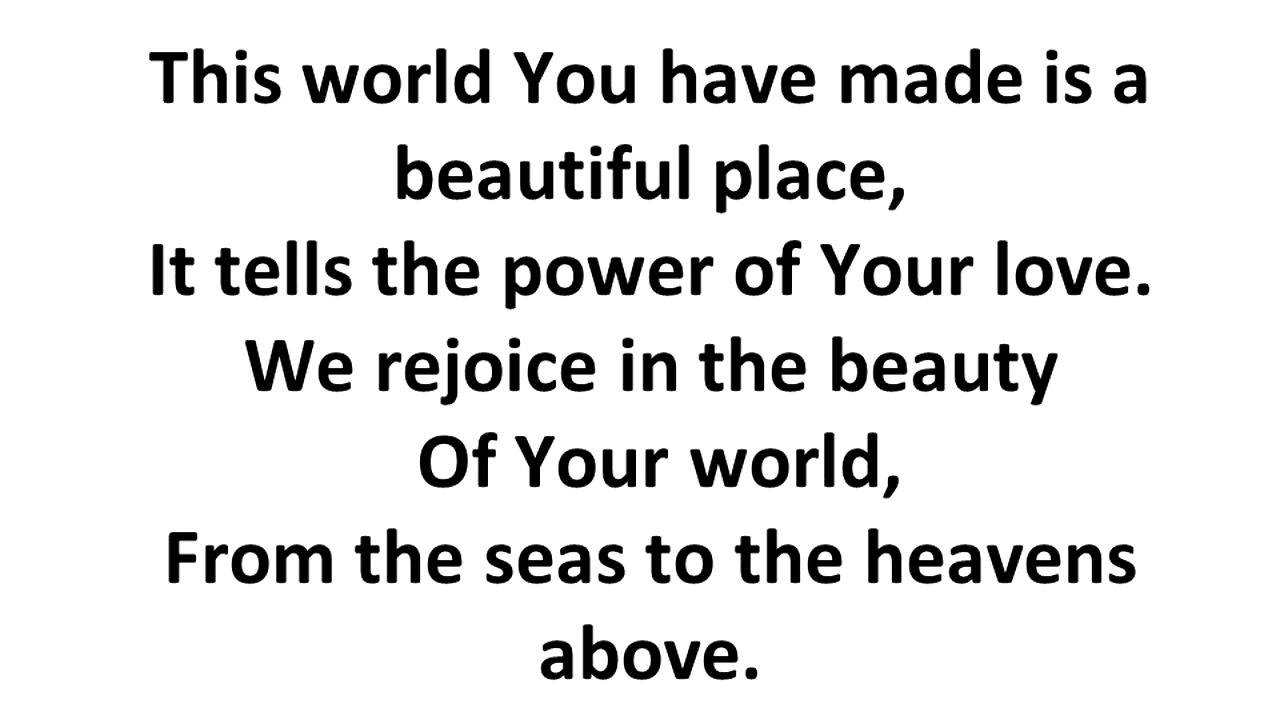 This world You have made is a
beautiful place,
It tells the power of Your love.
We rejoice in the beauty
Of Your world,
From the seas to the heavens
above.